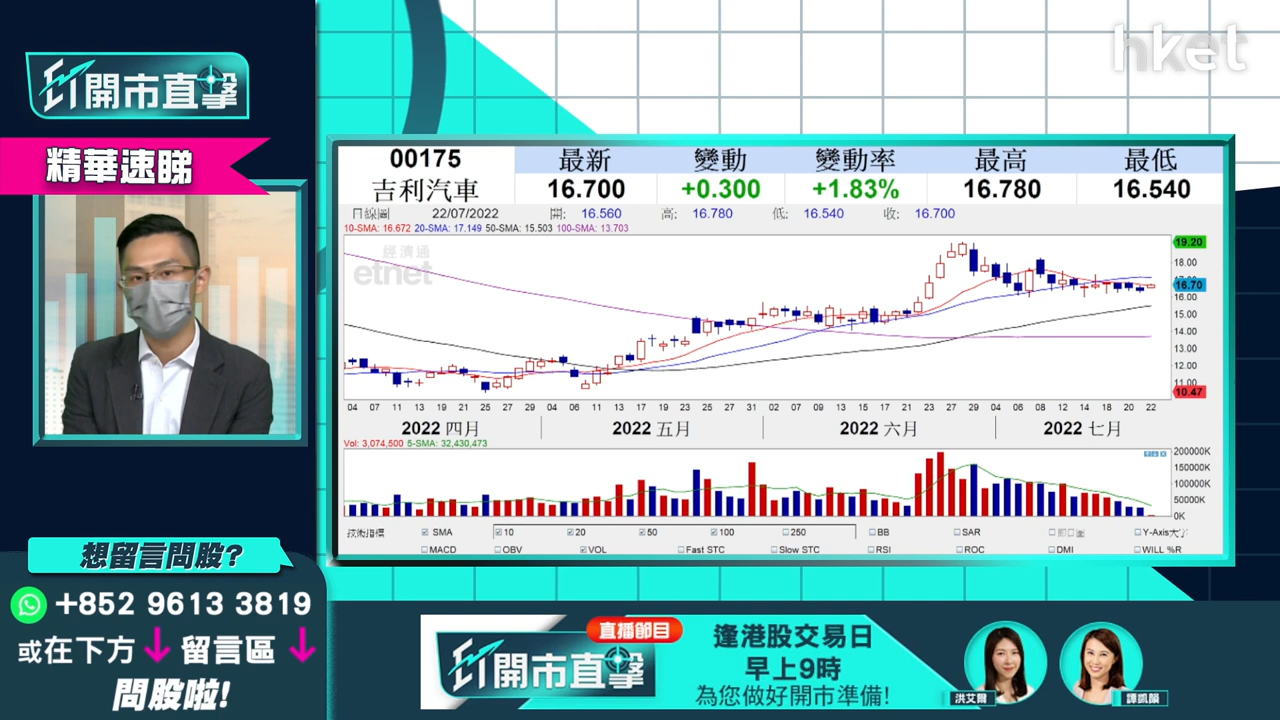 hket
ET開市直擊
精華速睇
00175
吉利汽車
最新 變動 變動率 最高 最低
16.700 +0.300 +1.83% 16.780 16.540
日線圖 22/07/2022 開: 16.560 高: 16.780 低: 16.540 收: 16.700
10-SMA: 16.672 20-SMA: 17.149 50-SMA: 15.503 100-SMA: 13.703
經濟通
etnet
19.20
18.00
17.00
16.70
16.00
15.00
14.00
13.00
12.00
11.00
10.47
04 07 11 13 19 21 25 27 29 04 06 11 13 17 19 23 25 27 31 02 07 09 13 15 17 21 23 27 29 04 06 08 12 14 18 20 22
2022 四月 2022 五月 2022 六月 2022 七月
Vol: 3,074,500 5-SMA: 32,430,473
200000K
150000K
100000K
50000K
0K
技術指標 SMA 10 20 50 100 250 BB SAR Y-Axis大
MACD OBV VOL Fast STC Slow STC RSI ROC DMI WILL %R
想留言問股?
+852 9613 3819
或在下方 留言區
問股啦!
直播節目
ET開市直擊
逢港股交易日
早上9時
為您做好開市準備!
洪艾爾
譚凱韻